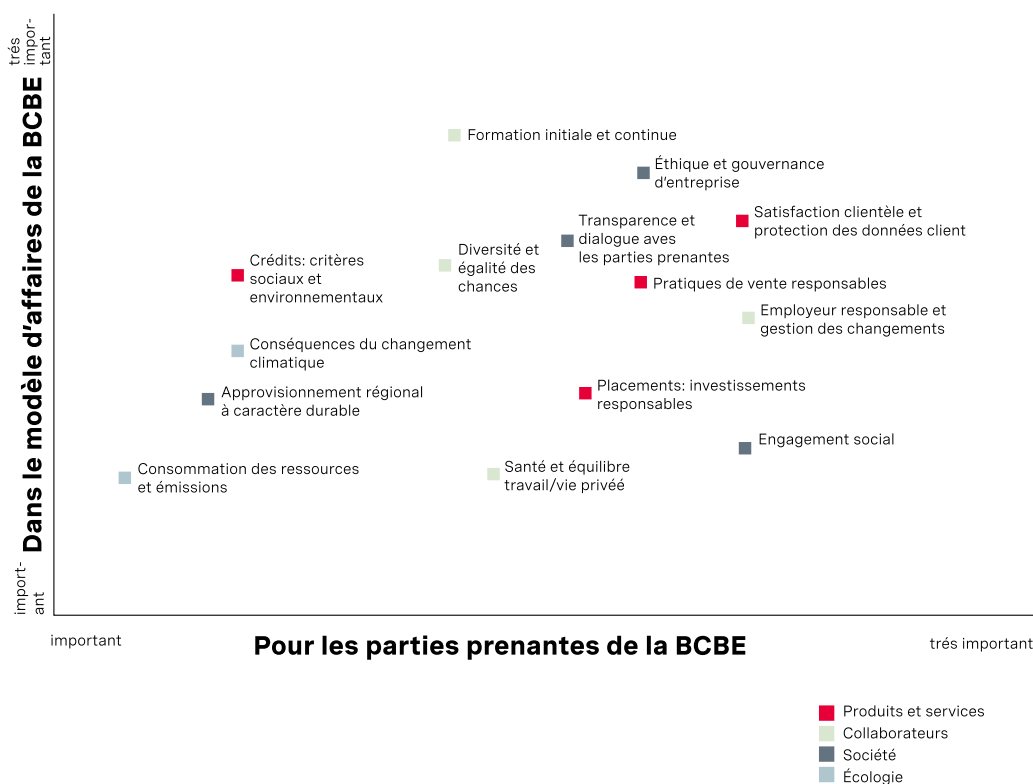 trés
impor-
tant
Dans le modèle d'affaires de la BCBE
import-
ant
Formation initiale et continue
Éthique et gouvernance
d'entreprise
Satisfaction clientèle et
protection des données client
Transparence et
dialogue aves
les parties prenantes
Diversité et
égalité des
chances
Crédits: critères
sociaux et
environnementaux
Pratiques de vente responsables
Employeur responsable et
gestion des changements
Conséquences du changement
climatique
Approvisionnement régional
à caractère durable
Placements: investissements
responsables
Engagement social
Consommation des ressources
et émissions
Santé et équilibre
travail/vie privéé
important
Pour les parties prenantes de la BCBE
trés important
Produits et services
Collaborateurs
Société
Écologie